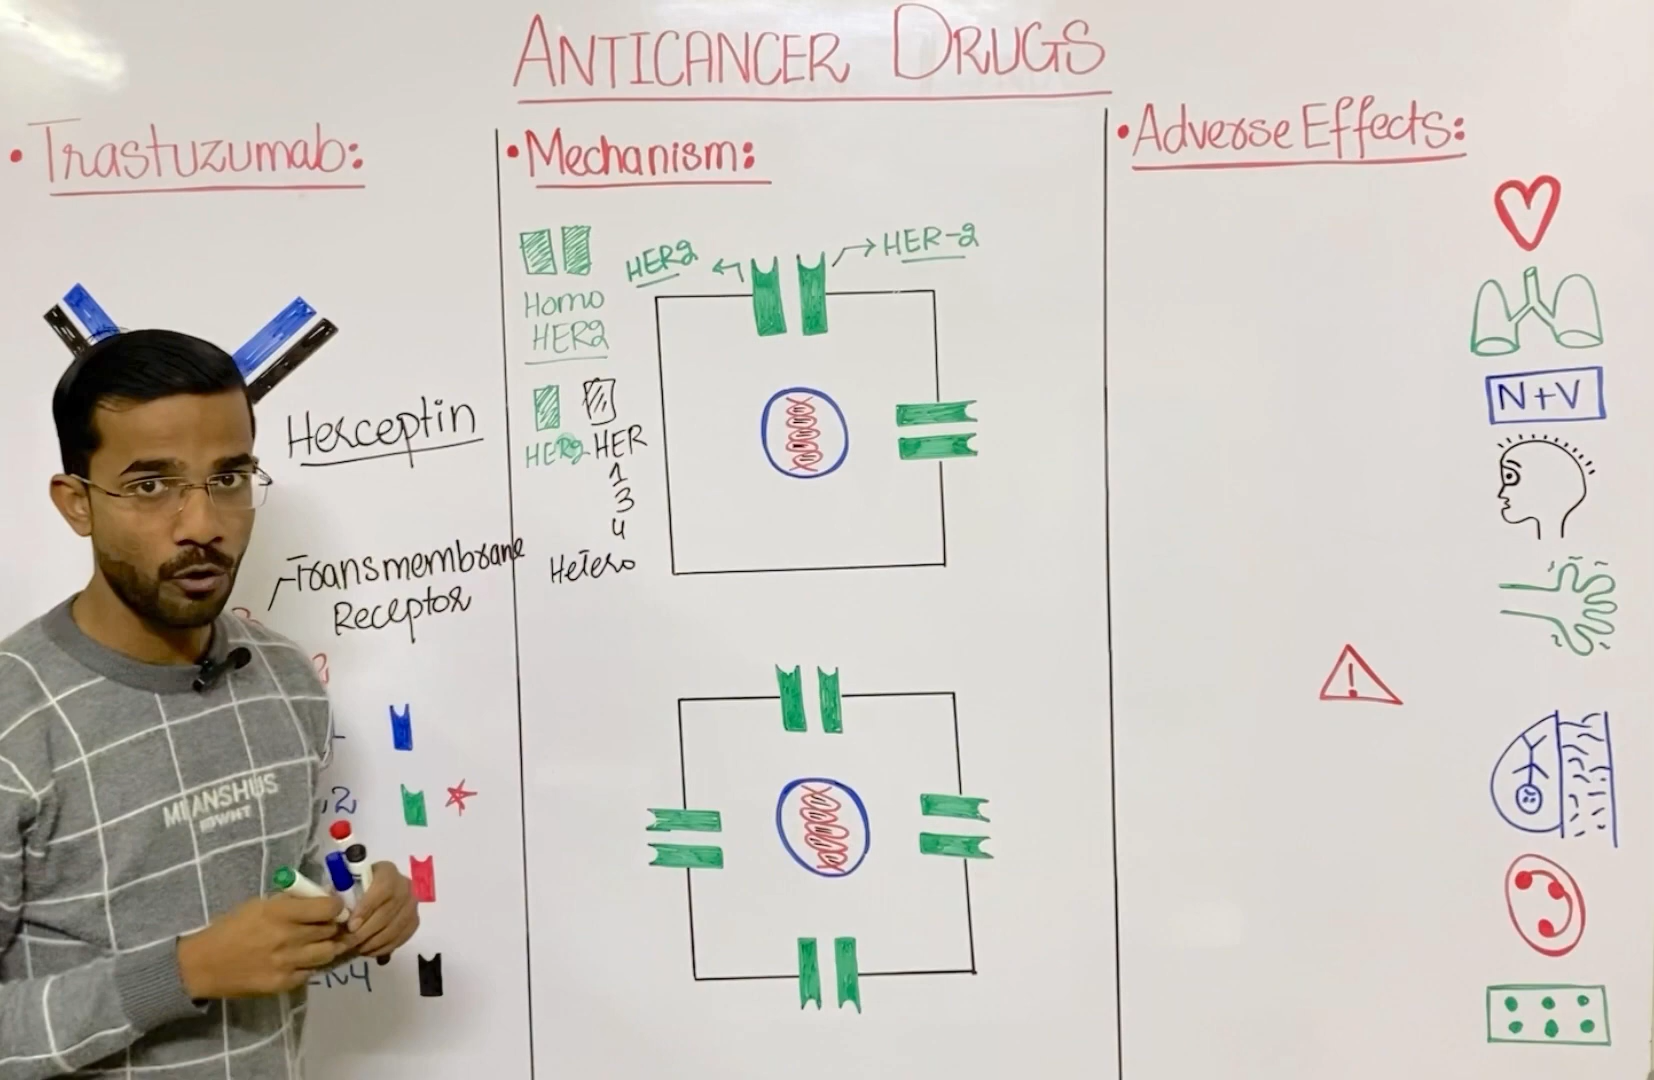 ANTICANCER DRUGS
• Trastuzumab:
Herceptin
Transmembrane
Receptor
2
• Mechanism:
Homo
HER2
HER2
HER-2
HER2 HER
1
3
4
Hetero
• Adverse Effects:
N+V
!